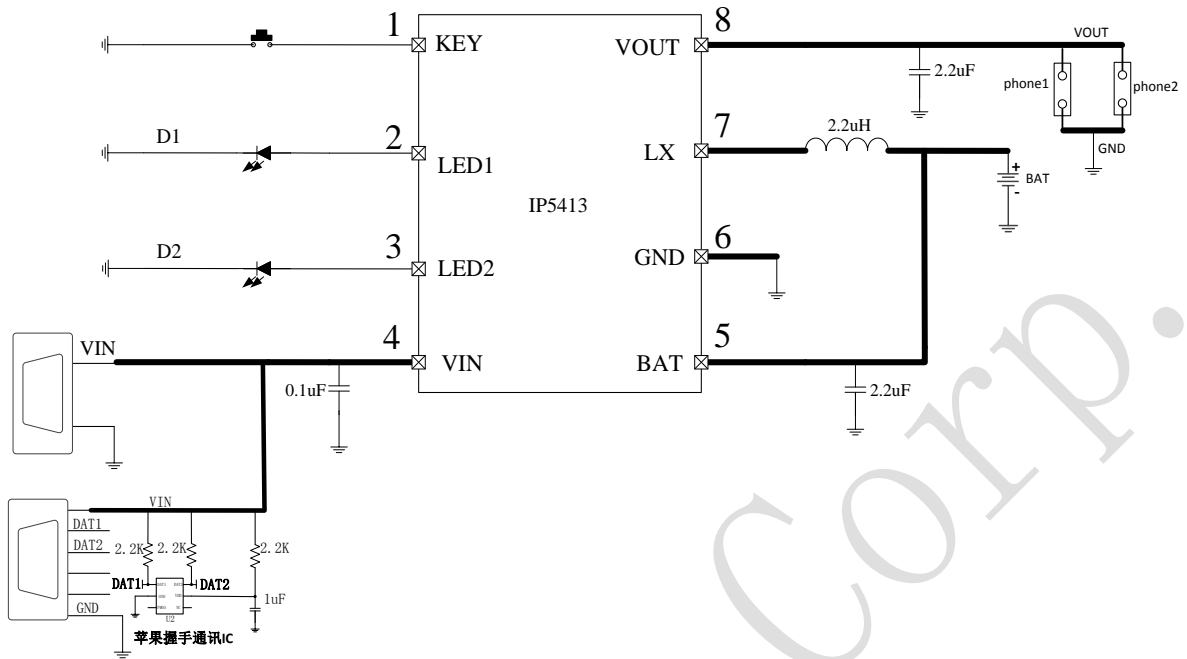 1
KEY
8
VOUT
VOUT
2.2uF
phone1
phone2
GND
D1
2
LED1
7
LX
2.2uH
+
BAT
-
IP5413
D2
3
LED2
6
GND
VIN
4
VIN
5
BAT
0.1uF
2.2uF
VIN
DAT1
DAT2
2.2K
2.2K
2.2K
DAT1
DAT2
GND
U2
1uF
苹果握手通讯IC
Corp.